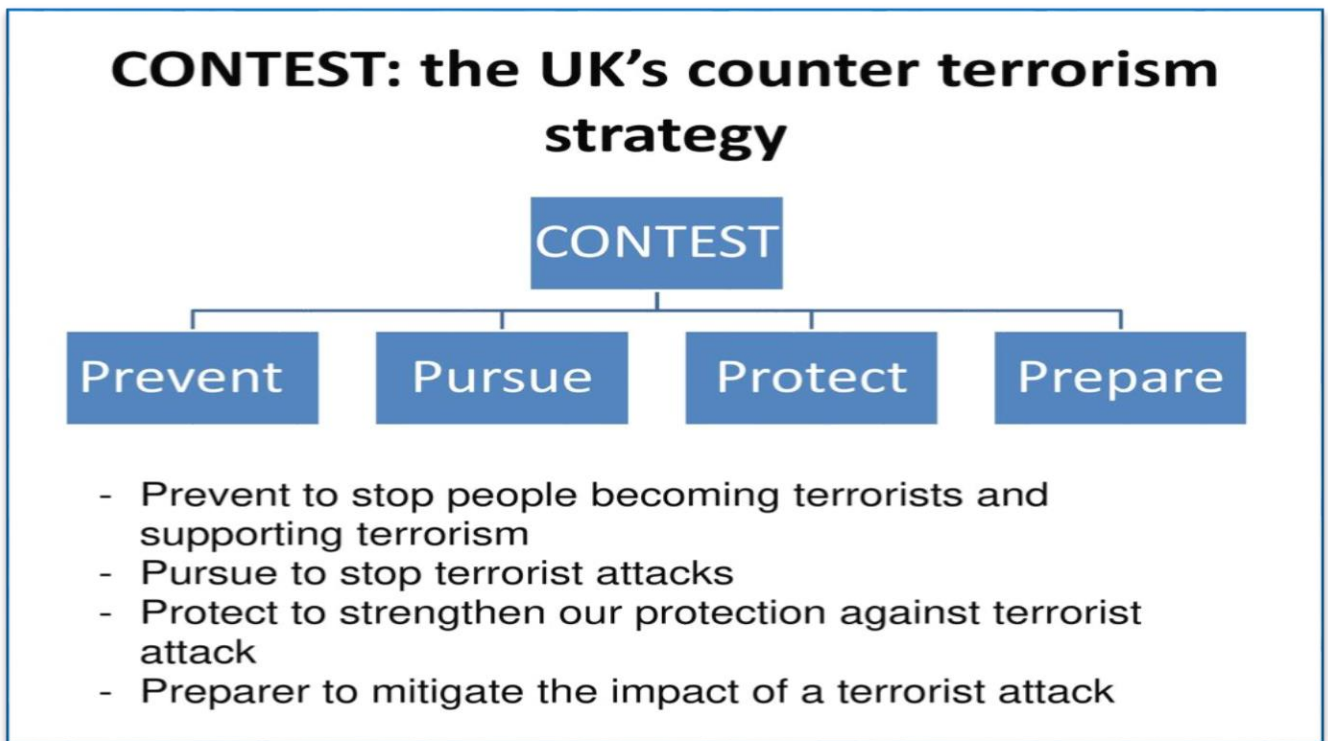 CONTEST: the UK’s counter terrorism
strategy
CONTEST
Prevent
Pursue
Protect
Prepare
- Prevent to stop people becoming terrorists and
supporting terrorism
- Pursue to stop terrorist attacks
- Protect to strengthen our protection against terrorist
attack
- Preparer to mitigate the impact of a terrorist attack